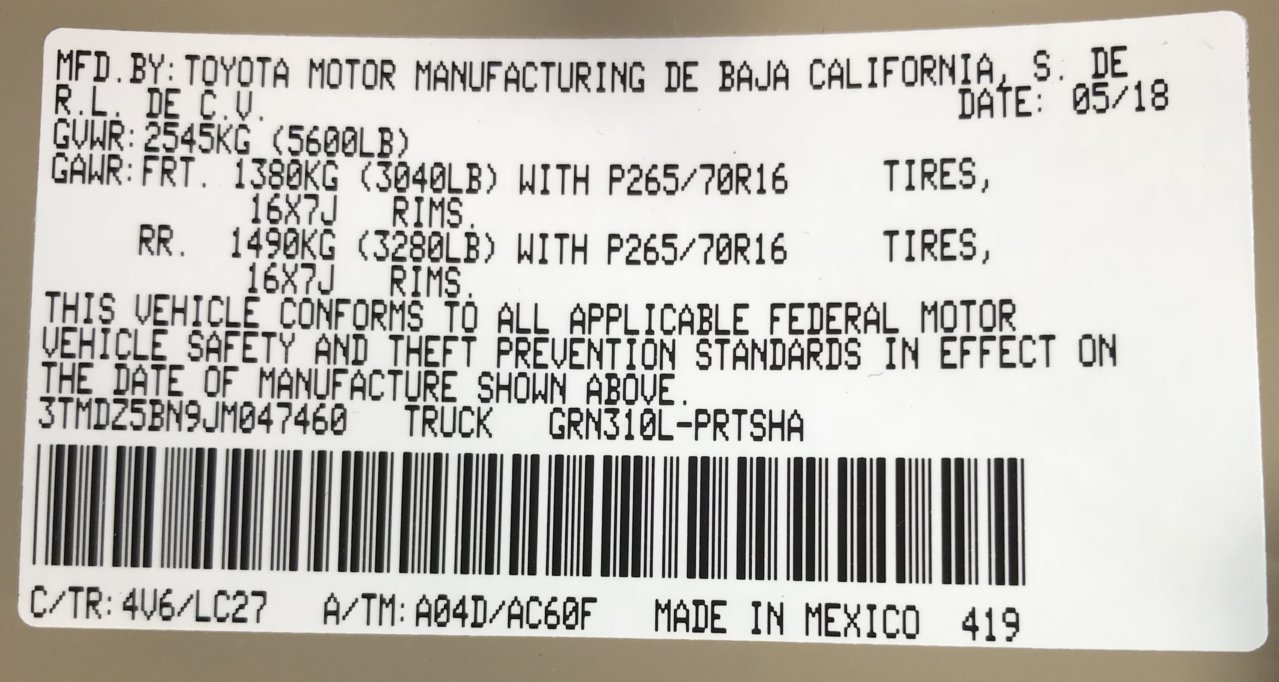 MFD.BY: TOYOTA MOTOR MANUFACTURING DE BAJA CALIFORNIA, S. DE
R.L. DE C.V. DATE: 05/18
GVWR: 2545KG (5600LB)
GAWR: FRT. 1380KG (3040LB) WITH P265/70R16 TIRES,
16X7J RIMS.
RR. 1490KG (3280LB) WITH P265/70R16 TIRES,
16X7J RIMS.
THIS VEHICLE CONFORMS TO ALL APPLICABLE FEDERAL MOTOR
VEHICLE SAFETY AND THEFT PREVENTION STANDARDS IN EFFECT ON
THE DATE OF MANUFACTURE SHOWN ABOVE.
3TMDZ5BN9JM047460 TRUCK GRN310L-PRTSHA
C/TR: 4V6/LC27 A/TM: A04D/AC60F MADE IN MEXICO 419